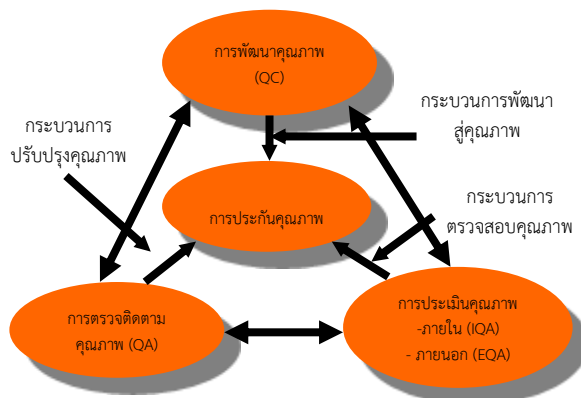 การพัฒนาคุณภาพ
(QC)
กระบวนการพัฒนา
สู่คุณภาพ
กระบวนการ
ปรับปรุงคุณภาพ
การประกันคุณภาพ
กระบวนการ
ตรวจสอบคุณภาพ
การตรวจติดตาม
คุณภาพ (QA)
การประเมินคุณภาพ
-ภายใน (IQA)
- ภายนอก (EQA)